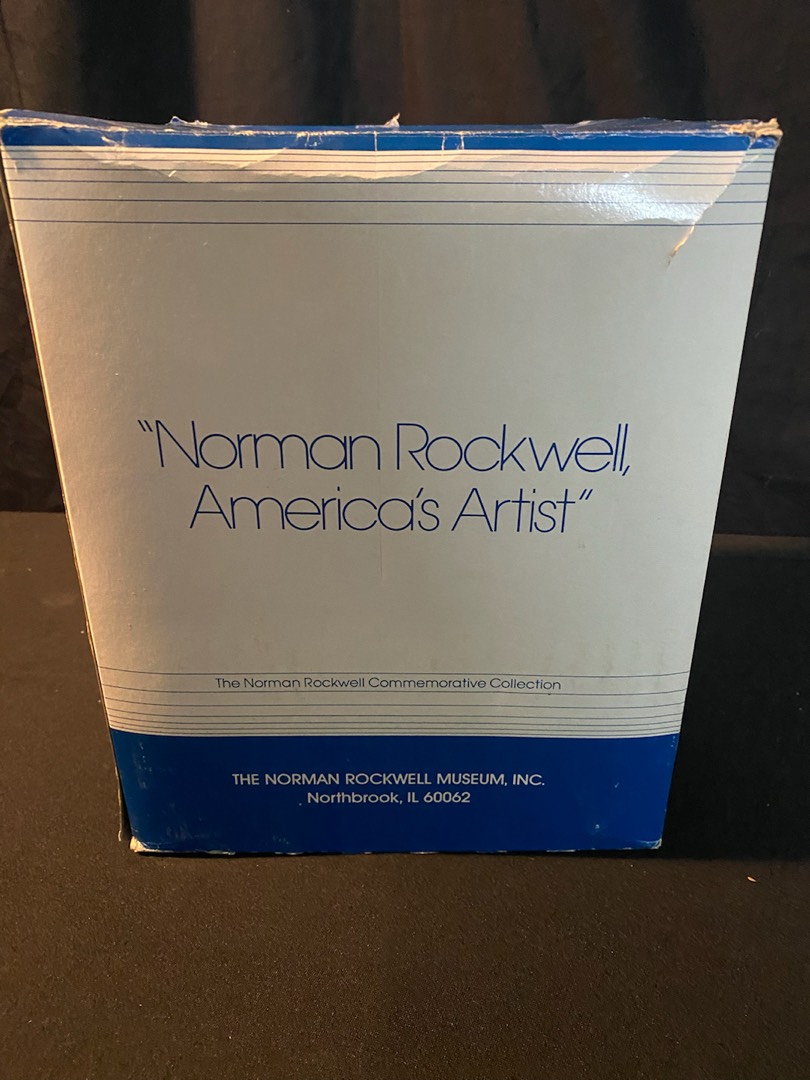 "Norman Rockwell,
America's Artist"
The Norman Rockwell Commemorative Collection
THE NORMAN ROCKWELL MUSEUM, INC.
Northbrook, IL 60062